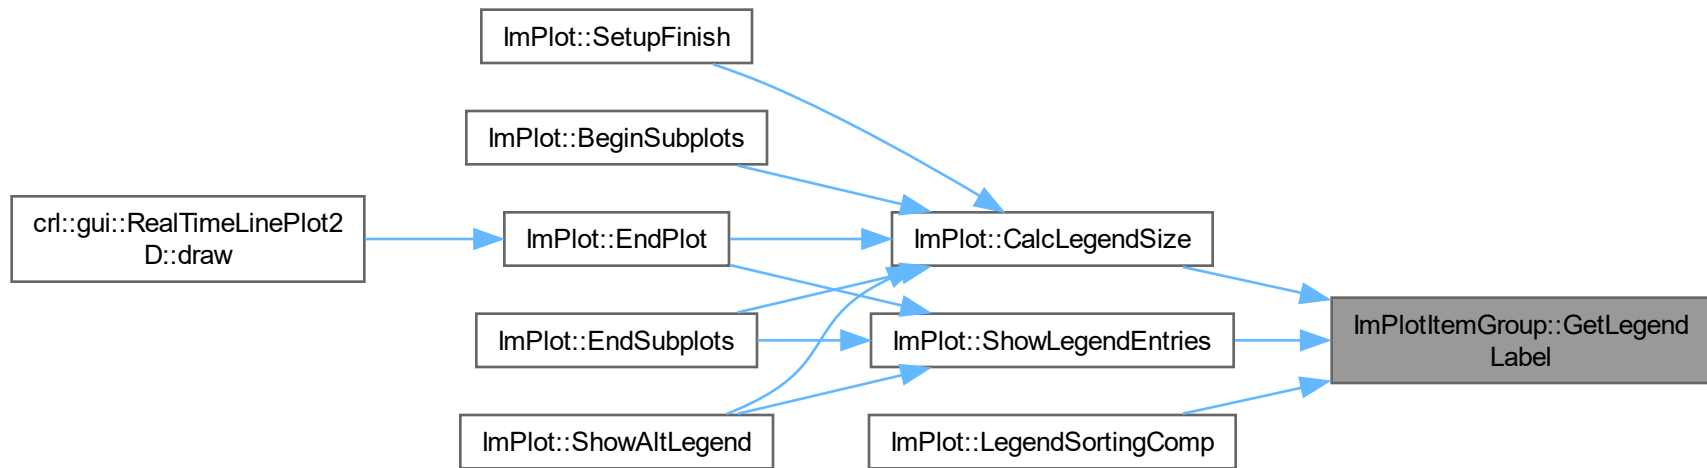 ImPlot::SetupFinish
ImPlot::BeginSubplots
crl::gui::RealTimeLinePlot2
D::draw
ImPlot::EndPlot
ImPlot::CalcLegendSize
ImPlot::EndSubplots
ImPlot::ShowLegendEntries
ImPlotItemGroup::GetLegend
Label
ImPlot::ShowAltLegend
ImPlot::LegendSortingComp